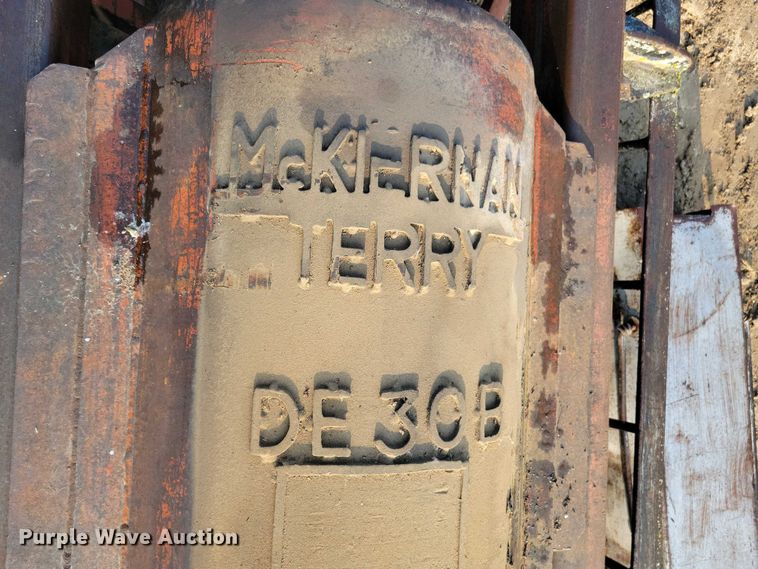 McKIERNAN
TERRY
DE 30B
Purple Wave Auction